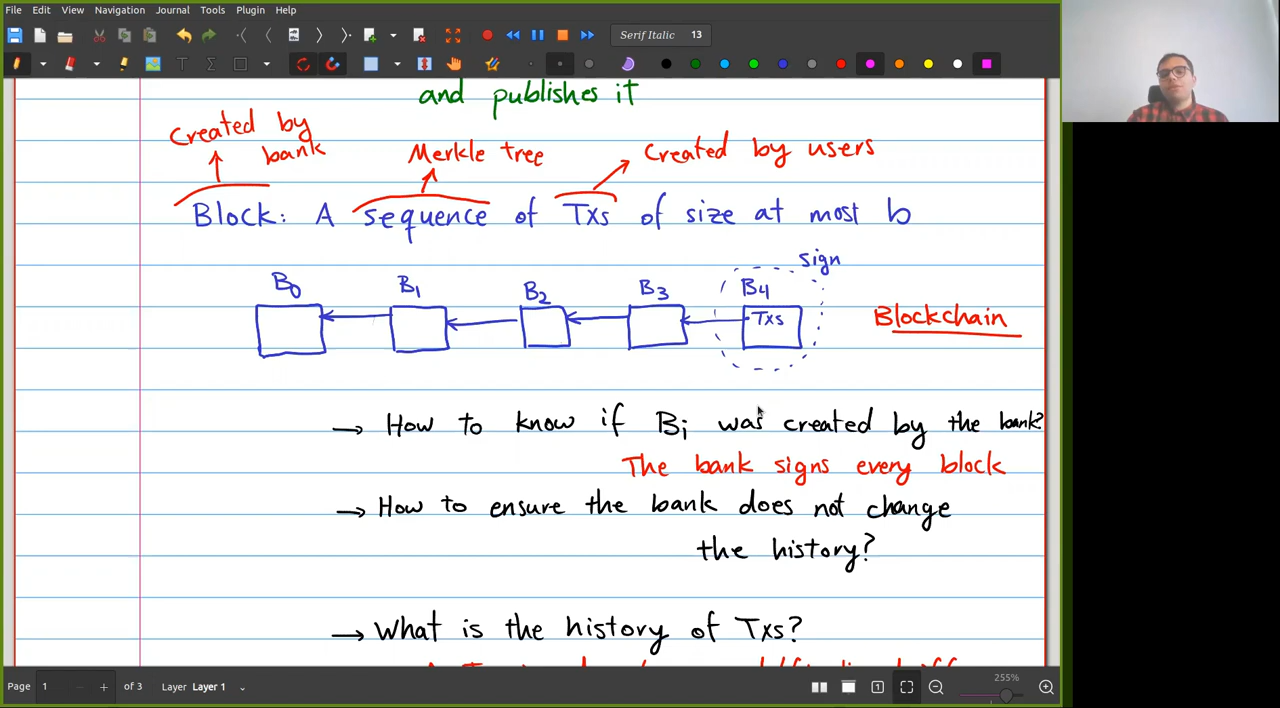 File Edit View Navigation Journal Tools Plugin Help
Serif Italic 13
and publishes it
Created by bank
Merkle tree
Created by users
Block: A sequence of Txs of size at most b
sign
B0 B1 B2 B3 B4
Txs
Blockchain
→ How to know if Bi was created by the bank?
The bank signs every block
→ How to ensure the bank does not change
the history?
→ What is the history of Txs?
Page 1 of 3 Layer Layer 1
255%